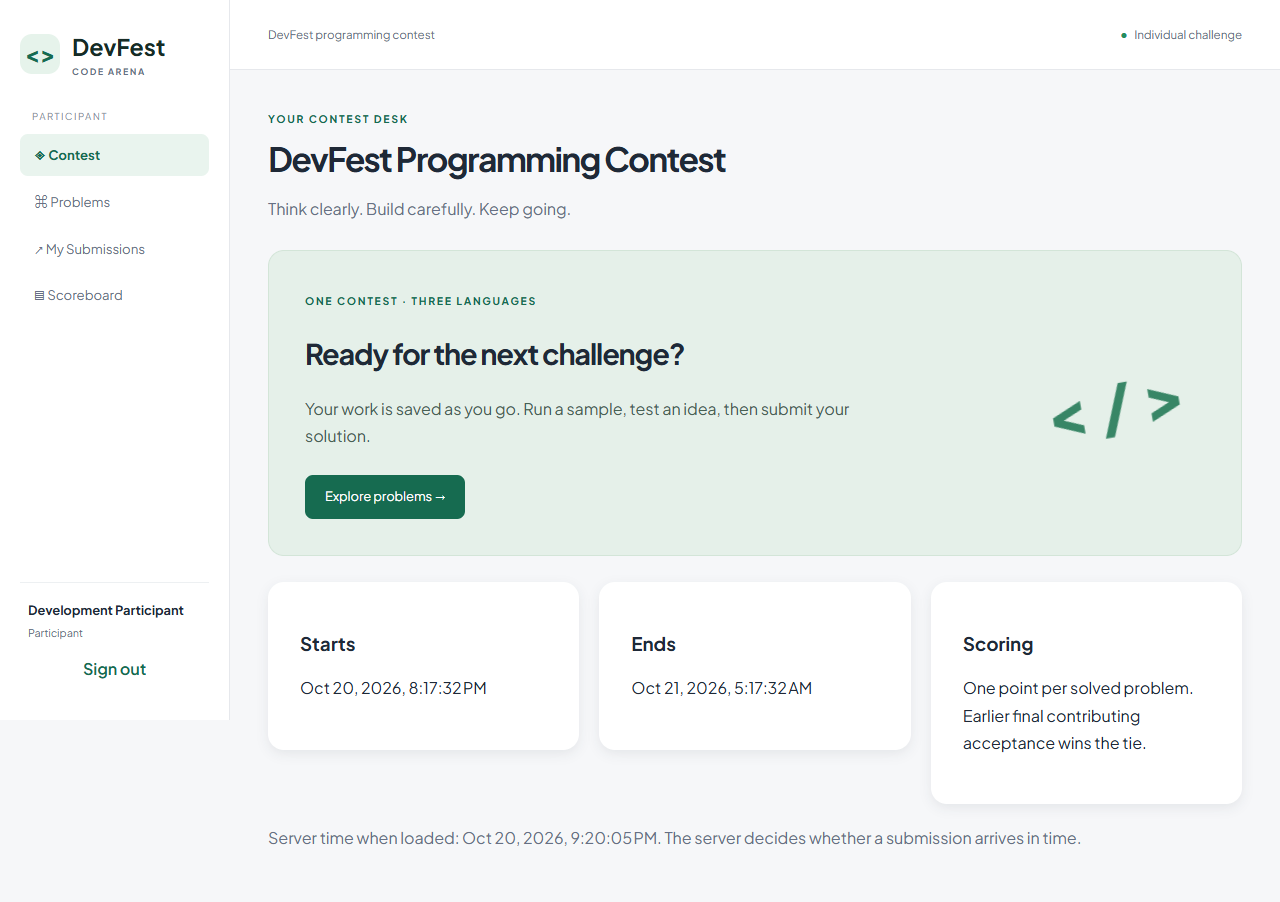 <>
DevFest
CODE ARENA
PARTICIPANT
◈ Contest
⌘ Problems
↗ My Submissions
▤ Scoreboard
Development Participant
Participant
Sign out
DevFest programming contest
● Individual challenge
YOUR CONTEST DESK
DevFest Programming Contest
Think clearly. Build carefully. Keep going.
ONE CONTEST · THREE LANGUAGES
Ready for the next challenge?
Your work is saved as you go. Run a sample, test an idea, then submit your
solution.
Explore problems →
</>
Starts
Oct 20, 2026, 8:17:32 PM
Ends
Oct 21, 2026, 5:17:32 AM
Scoring
One point per solved problem.
Earlier final contributing
acceptance wins the tie.
Server time when loaded: Oct 20, 2026, 9:20:05 PM. The server decides whether a submission arrives in time.